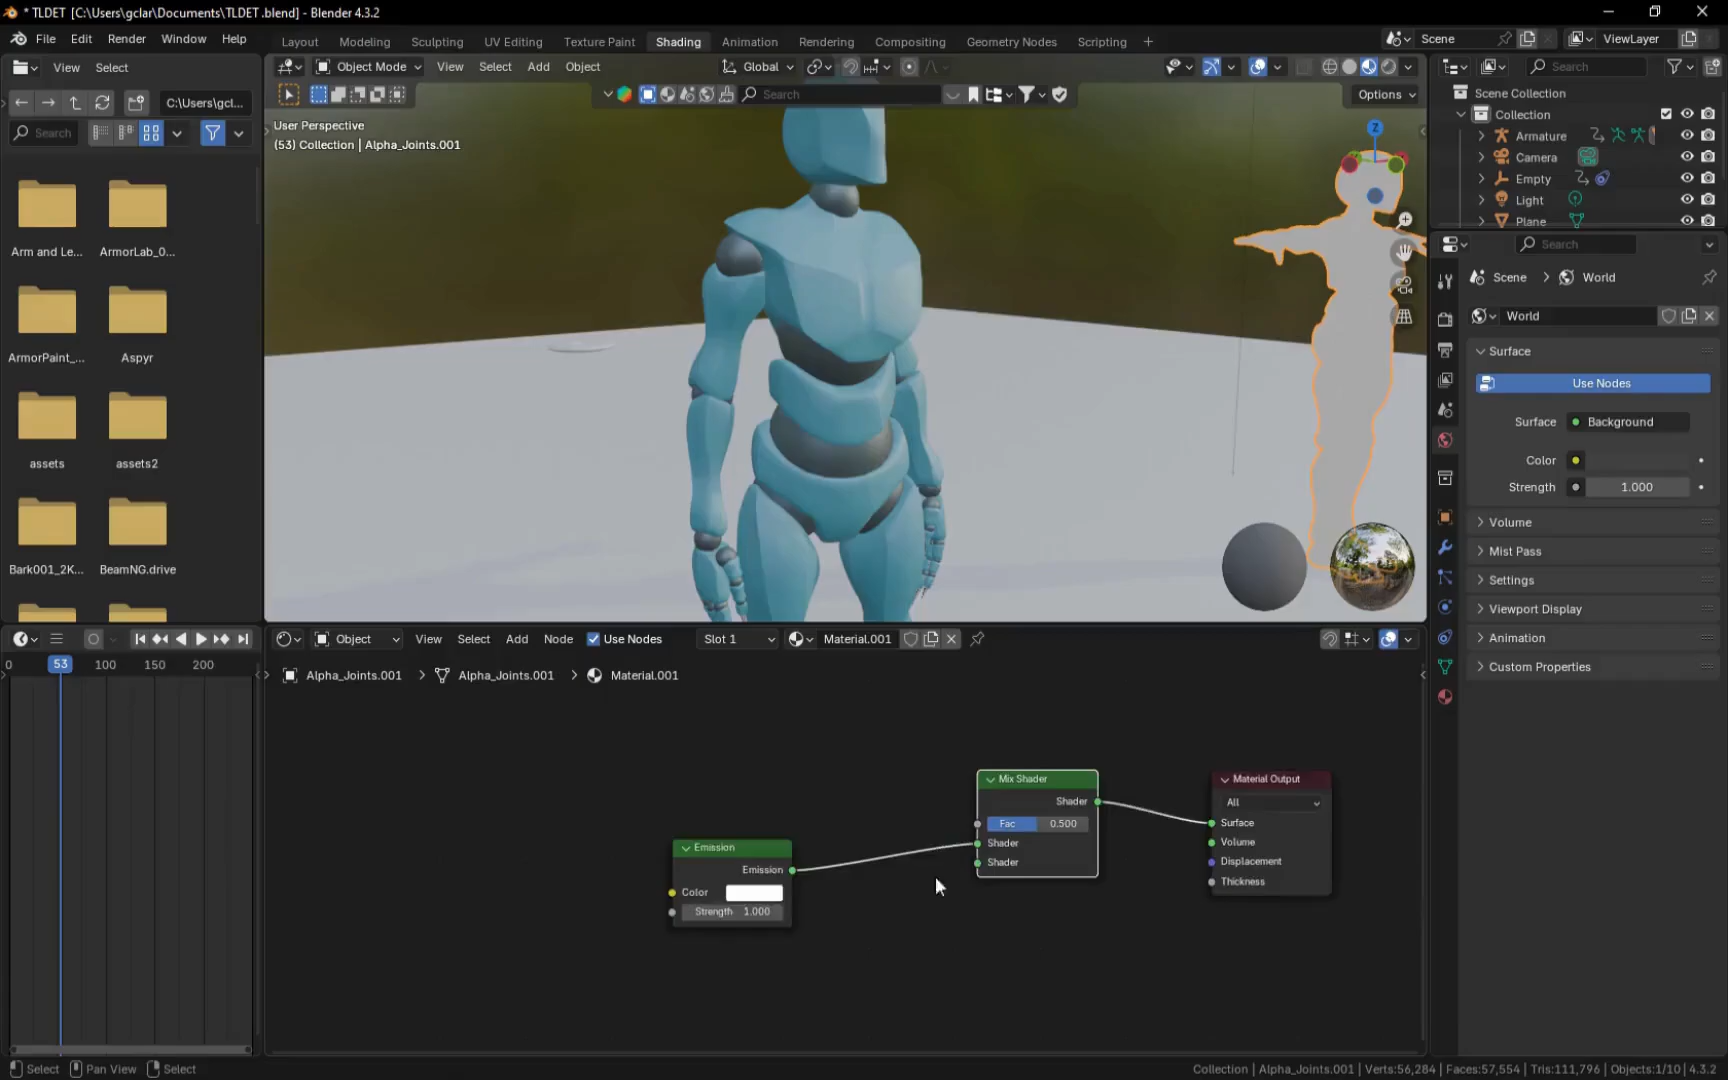 * TLDET [C:\Users\gclar\Documents\TLDET .blend] - Blender 4.3.2
File Edit Render Window Help
Layout Modeling Sculpting UV Editing Texture Paint Shading Animation Rendering Compositing Geometry Nodes Scripting +
Scene
ViewLayer
View Select
Object Mode View Select Add Object
Global
Search
C:\Users\gcl...
Search
Search
Options
User Perspective
(53) Collection | Alpha_Joints.001
Z
Arm and Le... ArmorLab_0...
ArmorPaint_... Aspyr
assets assets2
Bark001_2K... BeamNG.drive
Scene Collection
Collection
Armature
Camera
Empty
Light
Plane
Search
Scene > World
World
Surface
Use Nodes
Surface Background
Color
Strength 1.000
Volume
Mist Pass
Settings
Viewport Display
Animation
Custom Properties
0 53 100 150 200
Object View Select Add Node Use Nodes Slot 1 Material.001
Alpha_Joints.001 > Alpha_Joints.001 > Material.001
Emission
Emission
Color
Strength 1.000
Mix Shader
Shader
Fac 0.500
Shader
Shader
Material Output
All
Surface
Volume
Displacement
Thickness
Select Pan View Select
Collection | Alpha_Joints.001 | Verts:56,284 | Faces:57,554 | Tris:111,796 | Objects:1/10 | 4.3.2